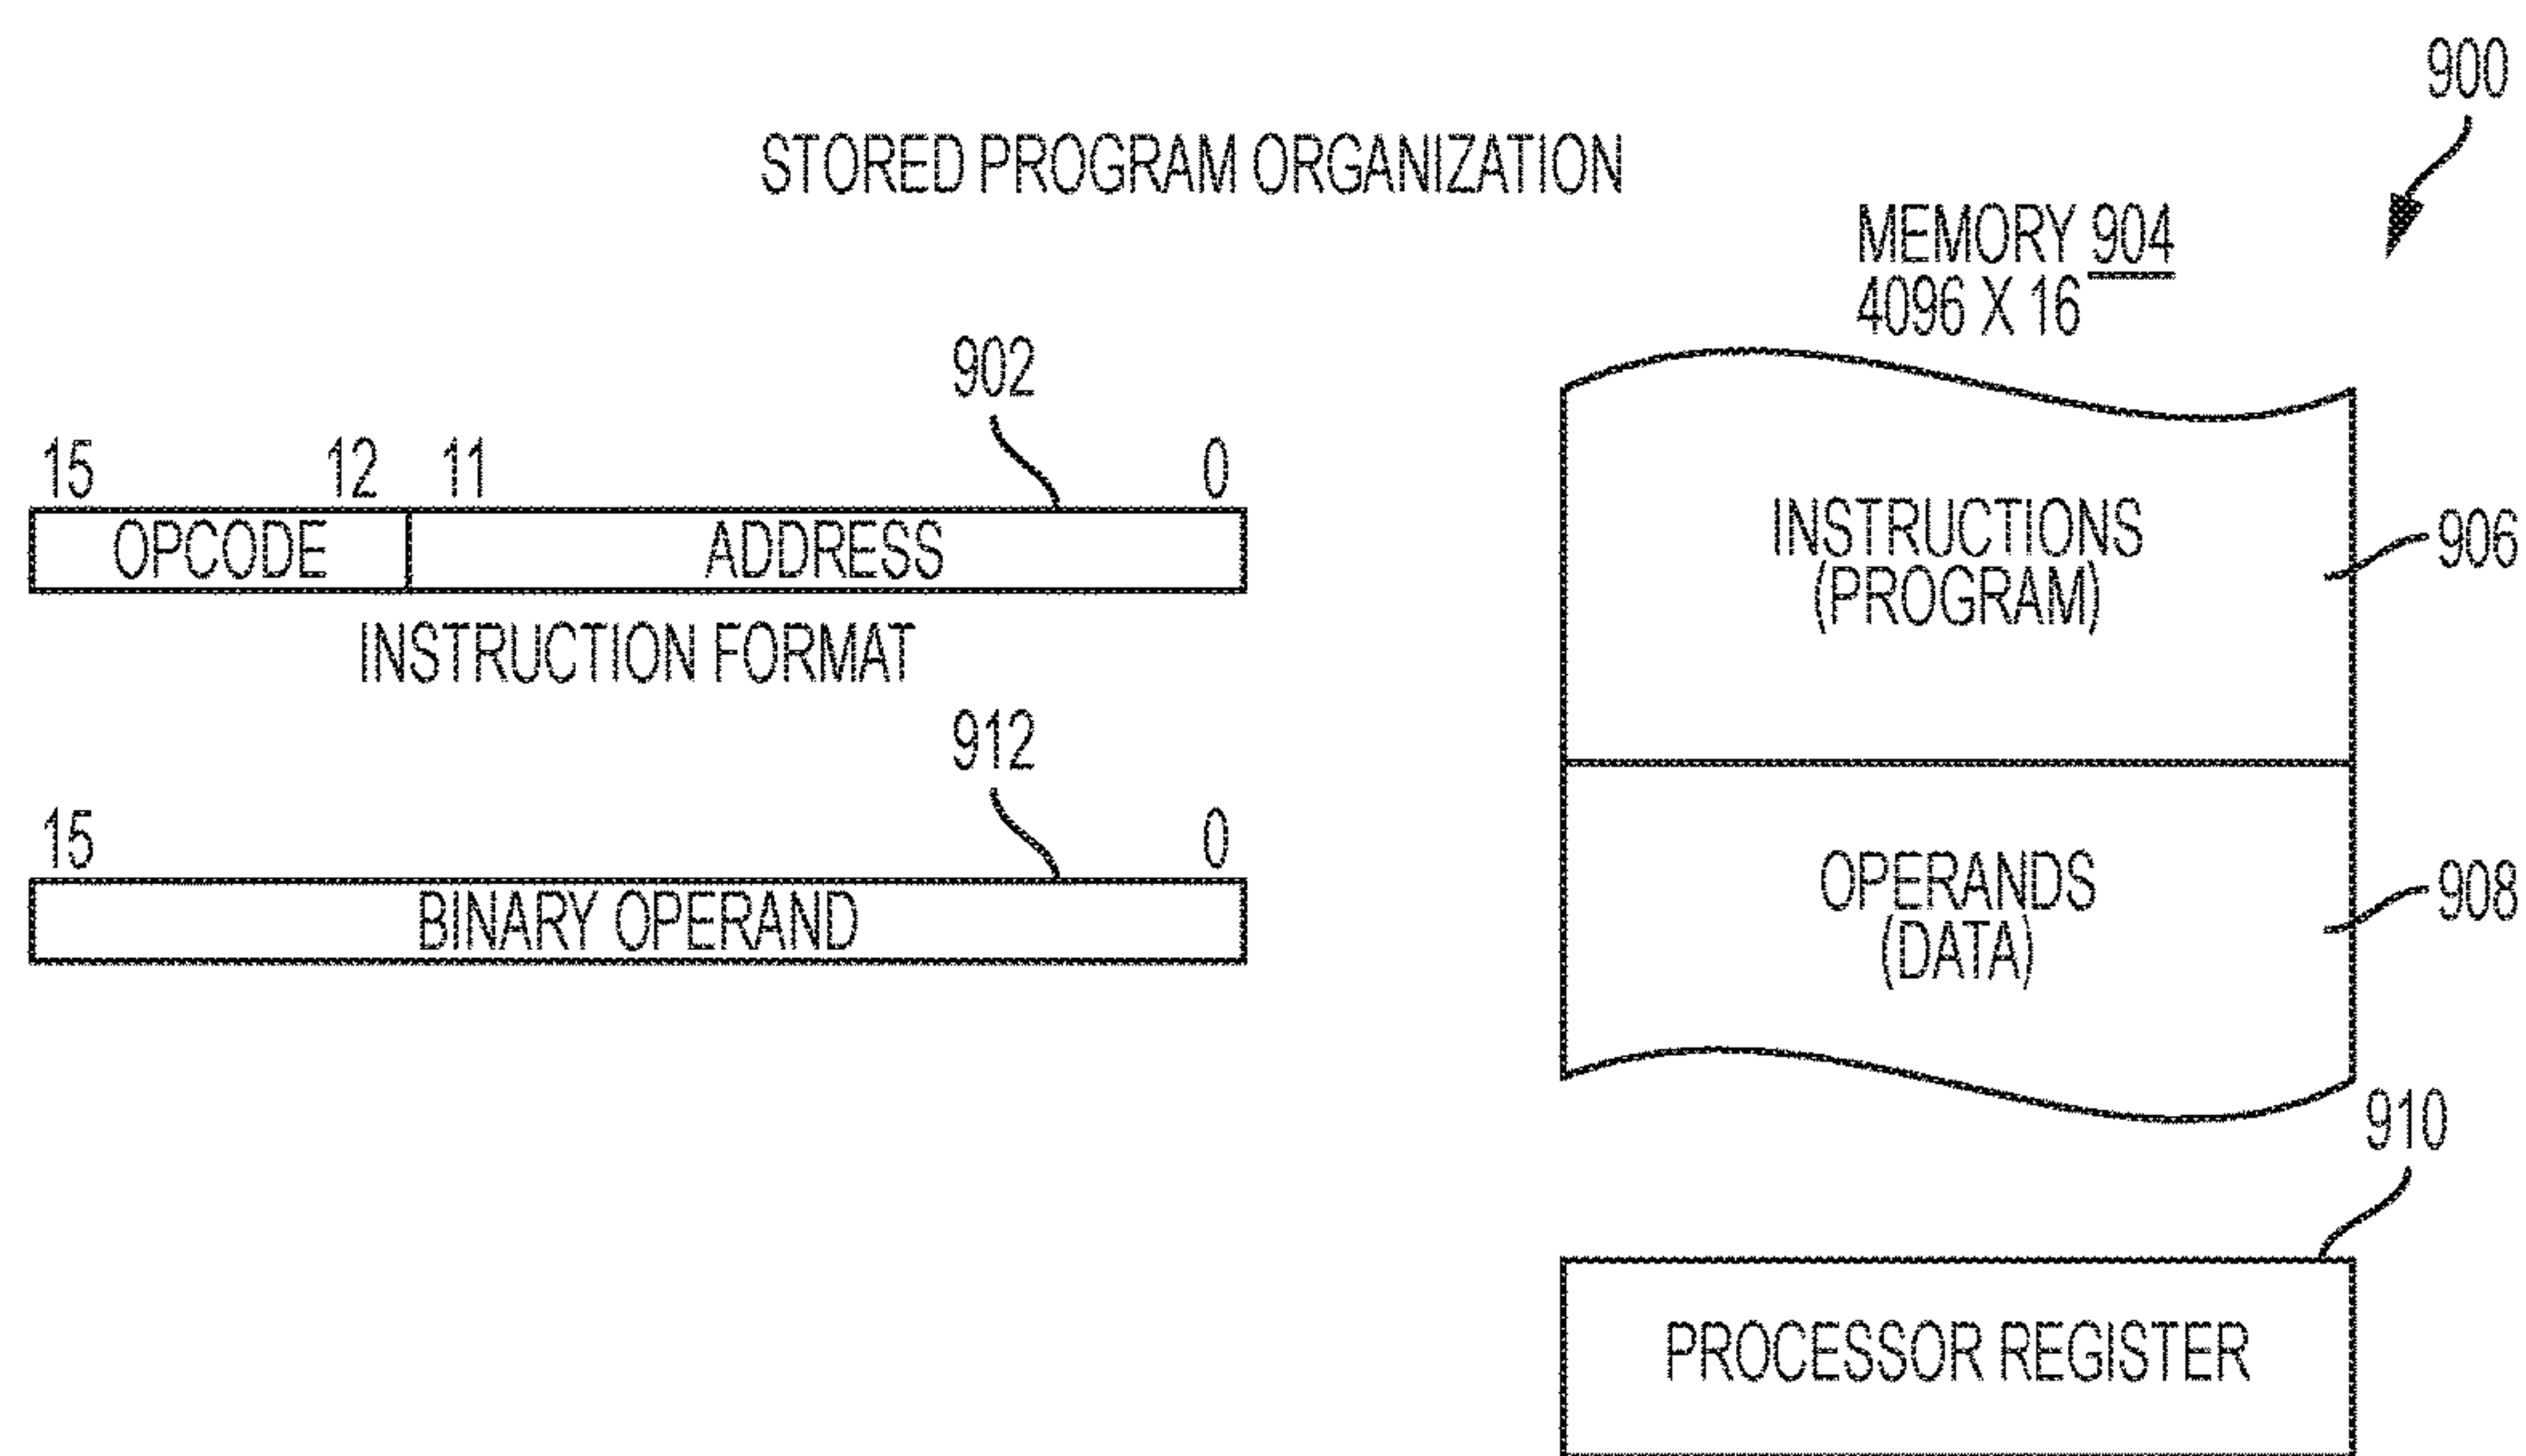 900
STORED PROGRAM ORGANIZATION
MEMORY 904
4096 X 16
902
15 12 11 0
OPCODE ADDRESS
INSTRUCTION FORMAT
INSTRUCTIONS
(PROGRAM)
906
912
15 0
BINARY OPERAND
OPERANDS
(DATA)
908
910
PROCESSOR REGISTER